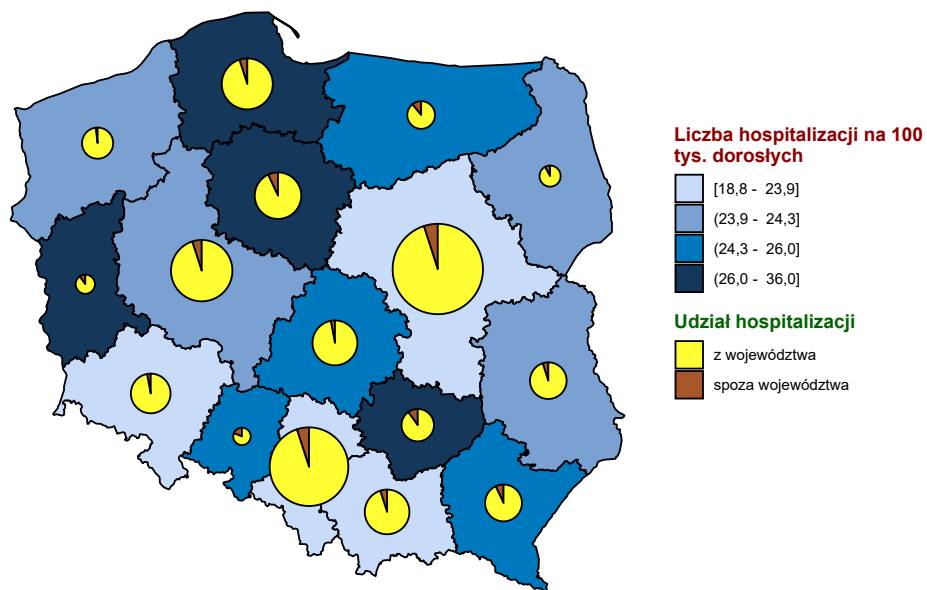 Liczba hospitalizacji na 100
tys. dorosłych
[18,8 - 23,9]
(23,9 - 24,3]
(24,3 - 26,0]
(26,0 - 36,0]
Udział hospitalizacji
z województwa
spoza województwa